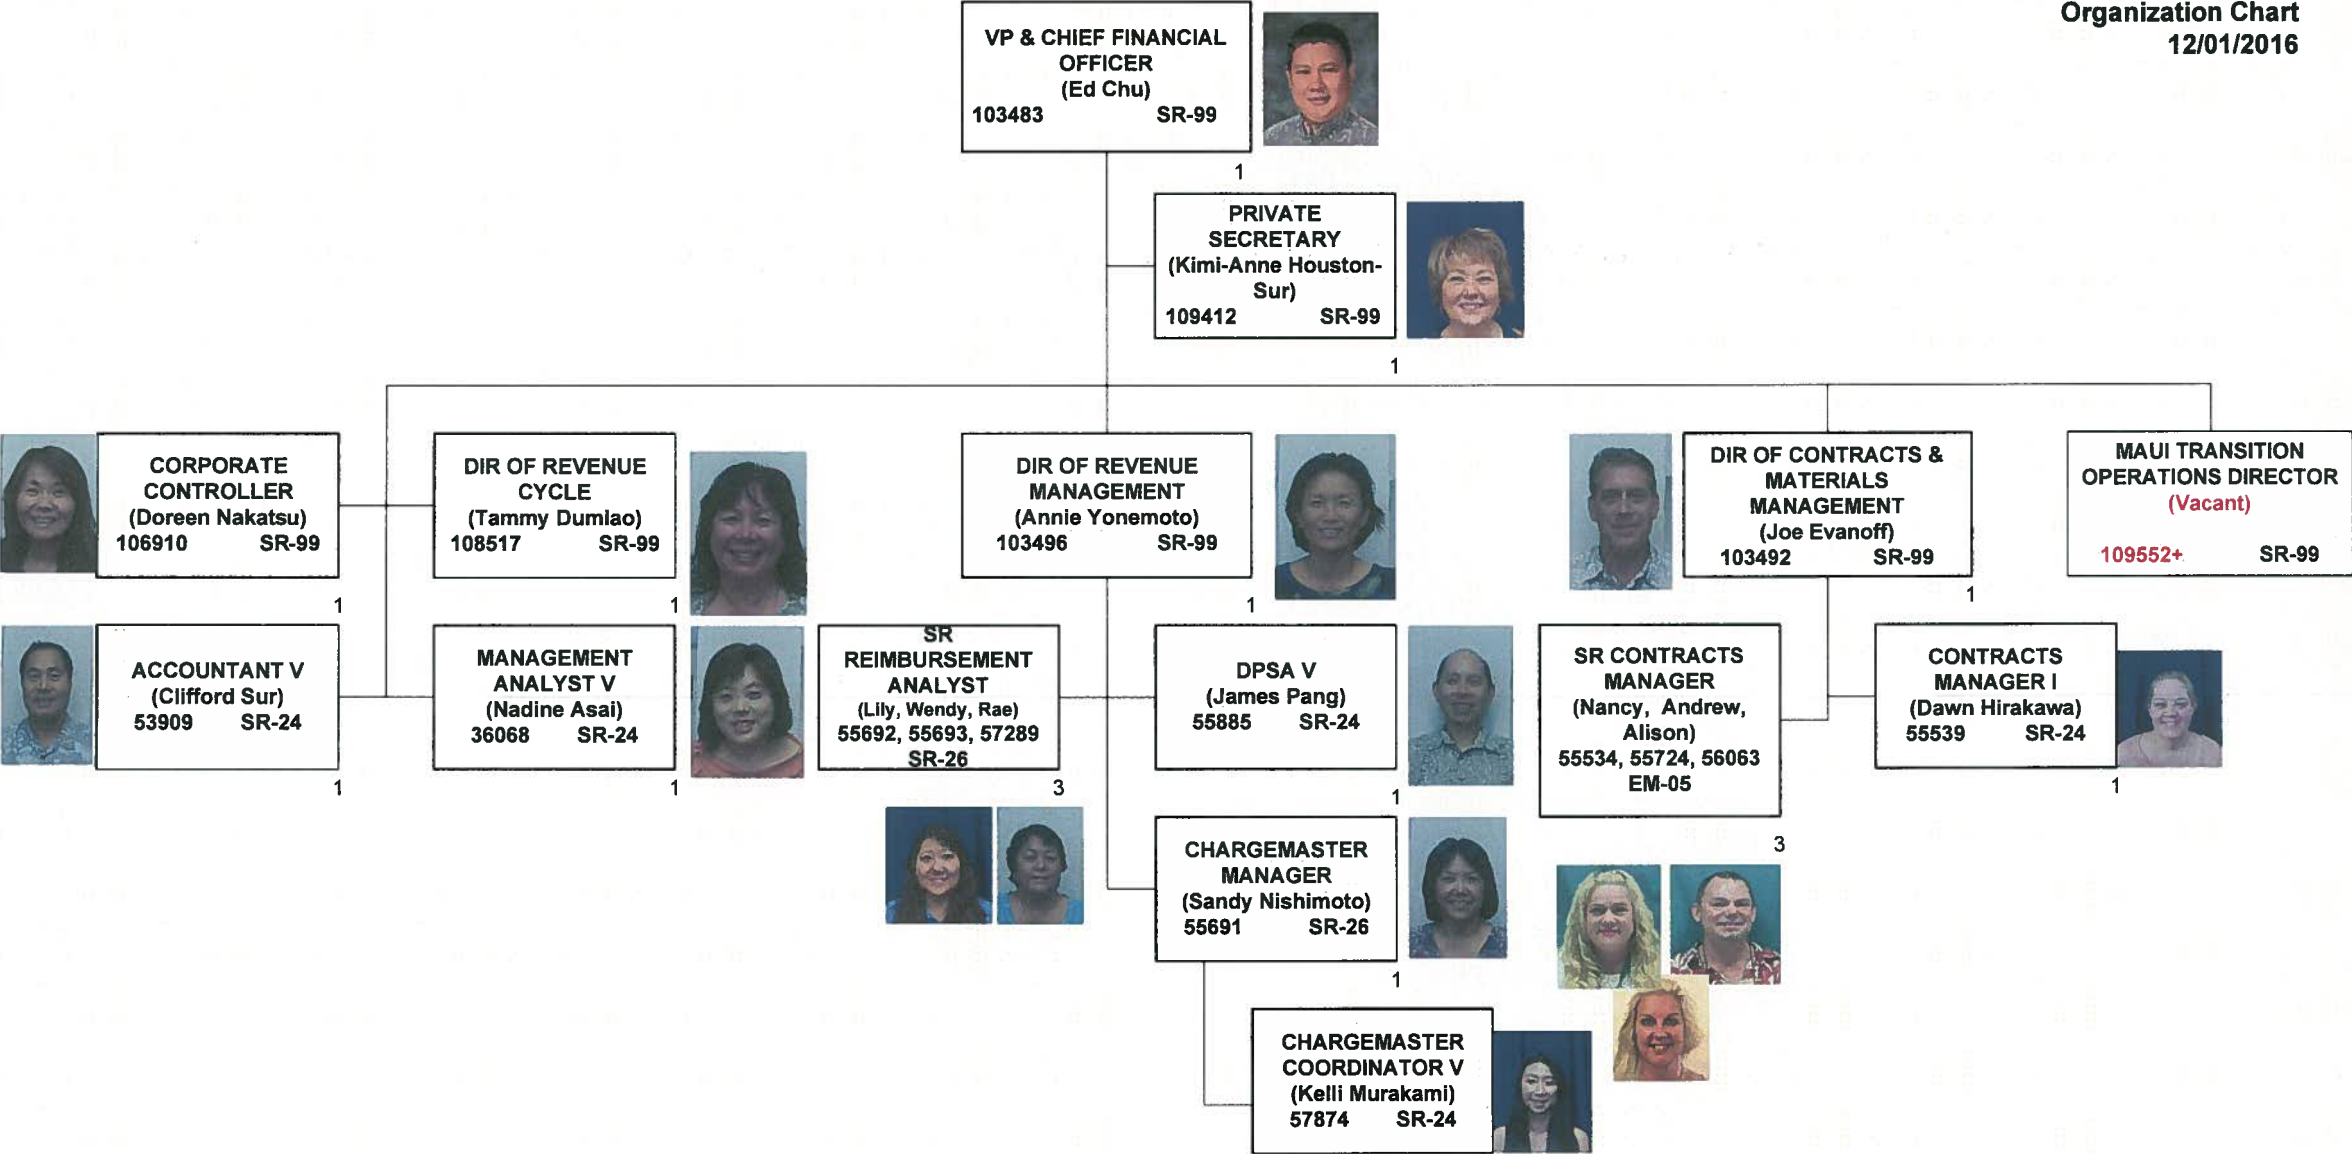 Organization Chart
12/01/2016
VP & CHIEF FINANCIAL
OFFICER
(Ed Chu)
103483 SR-99
1
PRIVATE
SECRETARY
(Kimi-Anne Houston-
Sur)
109412 SR-99
1
CORPORATE
CONTROLLER
(Doreen Nakatsu)
106910 SR-99
1
DIR OF REVENUE
CYCLE
(Tammy Dumlao)
108517 SR-99
1
DIR OF REVENUE
MANAGEMENT
(Annie Yonemoto)
103496 SR-99
1
DIR OF CONTRACTS &
MATERIALS
MANAGEMENT
(Joe Evanoff)
103492 SR-99
1
MAUI TRANSITION
OPERATIONS DIRECTOR
(Vacant)
109552+ SR-99
ACCOUNTANT V
(Clifford Sur)
53909 SR-24
1
MANAGEMENT
ANALYST V
(Nadine Asai)
36068 SR-24
1
SR
REIMBURSEMENT
ANALYST
(Lily, Wendy, Rae)
55692, 55693, 57289
SR-26
3
DPSA V
(James Pang)
55885 SR-24
1
SR CONTRACTS
MANAGER
(Nancy, Andrew,
Alison)
55534, 55724, 56063
EM-05
3
CONTRACTS
MANAGER I
(Dawn Hirakawa)
55539 SR-24
1
CHARGEMASTER
MANAGER
(Sandy Nishimoto)
55691 SR-26
1
CHARGEMASTER
COORDINATOR V
(Kelli Murakami)
57874 SR-24